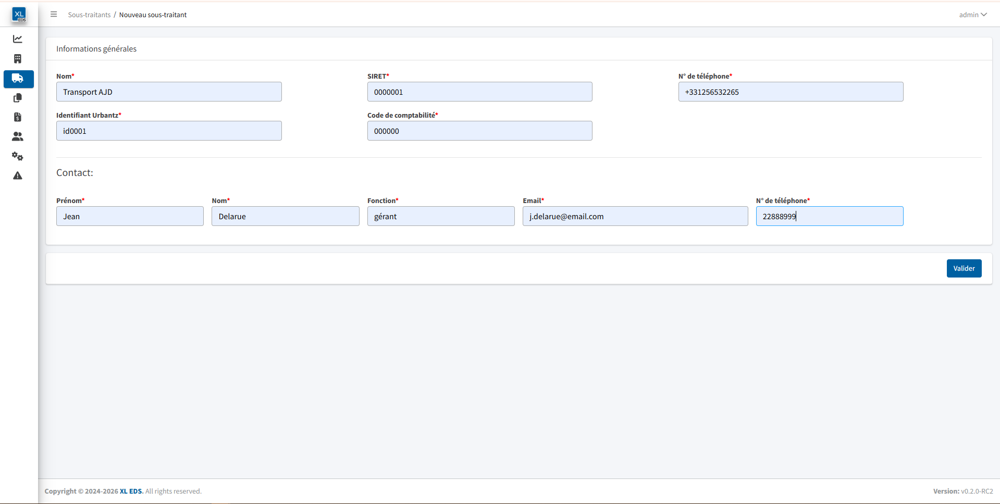 XL
EDS
Sous-traitants / Nouveau sous-traitant
admin
Informations générales
Nom* SIRET* N° de téléphone*
Transport AJD 0000001 +331256532265
Identifiant Urbantz* Code de comptabilité*
id0001 000000
Contact:
Prénom* Nom* Fonction* Email* N° de téléphone*
Jean Delarue gérant j.delarue@email.com 22888999
Valider
Copyright © 2024-2026 XL EDS. All rights reserved. Version: v0.2.0-RC2